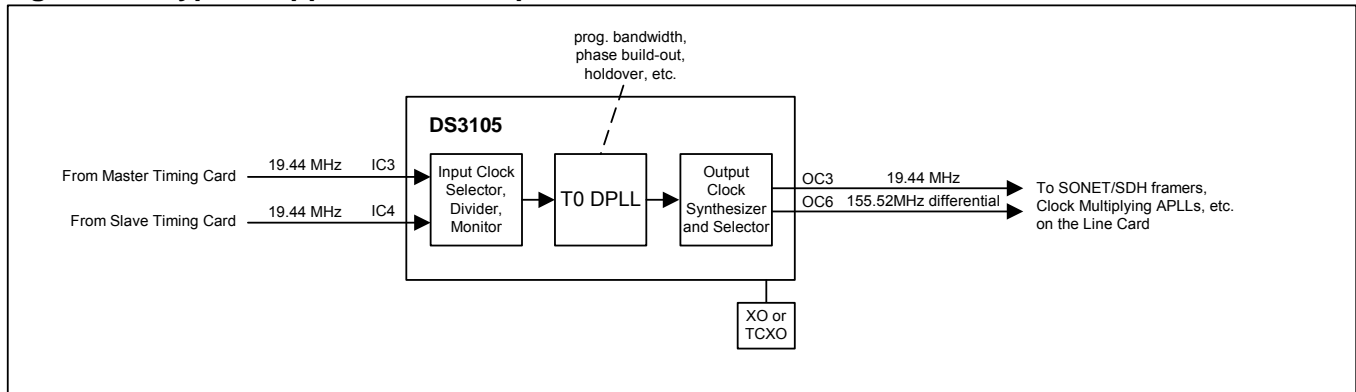 prog. bandwidth,
phase build-out,
holdover, etc.
DS3105
From Master Timing Card
19.44 MHz
IC3
From Slave Timing Card
19.44 MHz
IC4
Input Clock
Selector,
Divider,
Monitor
T0 DPLL
Output
Clock
Synthesizer
and Selector
OC3
19.44 MHz
OC6
155.52MHz differential
To SONET/SDH framers,
Clock Multiplying APLLs, etc.
on the Line Card
XO or
TCXO